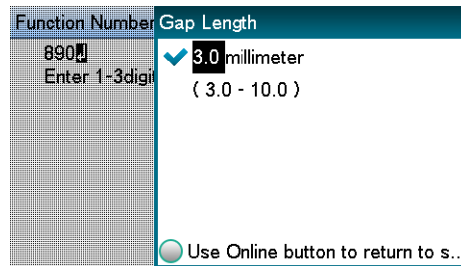 Function Number
890
Enter 1-3digi
Gap Length
3.0 millimeter
( 3.0 - 10.0 )
Use Online button to return to s..